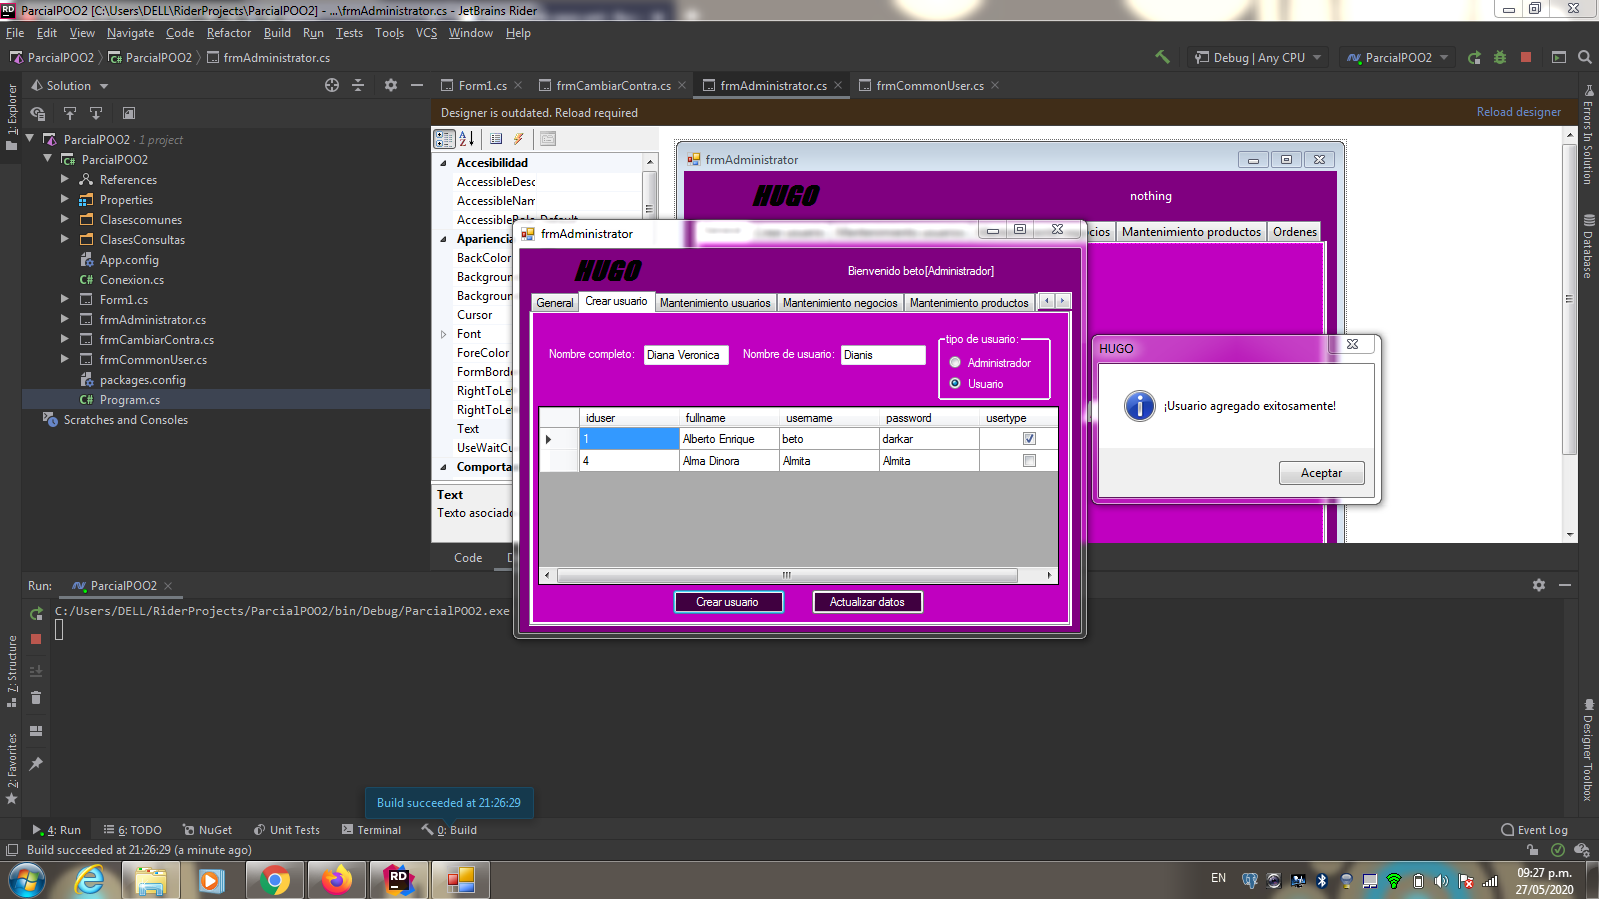 ParcialPOO2 [C:\Users\DELL\RiderProjects\ParcialPOO2] - ...\frmAdministrator.cs - JetBrains Rider
File Edit View Navigate Code Refactor Build Run Tests Tools VCS Window Help
ParcialPOO2 ParcialPOO2 frmAdministrator.cs
Debug | Any CPU ParcialPOO2
Solution
Form1.cs frmCambiarContra.cs frmAdministrator.cs frmCommonUser.cs
Designer is outdated. Reload required Reload designer
1: Explorer
ParcialPOO2 · 1 project
ParcialPOO2
References
Properties
Clasescomunes
ClasesConsultas
App.config
Conexion.cs
Form1.cs
frmAdministrator.cs
frmCambiarContra.cs
frmCommonUser.cs
packages.config
Program.cs
Scratches and Consoles
Accesibilidad
AccessibleDesc
AccessibleNam
AccessibleRole Default
Apariencia
BackColor
Backgroun
Backgroun
Cursor
Font
ForeColor
FormBorde
RightToLe
RightToLe
Text
UseWaitCu
Comporta
Text
Texto asociado
Code D
frmAdministrator
HUGO
nothing
ocios Mantenimiento productos Ordenes
frmAdministrator
HUGO
Bienvenido beto[Administrador]
General Crear usuario Mantenimiento usuarios Mantenimiento negocios Mantenimiento productos
Nombre completo: Diana Veronica Nombre de usuario: Dianis
tipo de usuario:
Administrador
Usuario
iduser fullname username password usertype
1 Alberto Enrique beto darkar
4 Alma Dinora Almita Almita
Crear usuario Actualizar datos
HUGO
¡Usuario agregado exitosamente!
Aceptar
Errors In Solution
Database
Designer Toolbox
Run: ParcialPOO2
C:/Users/DELL/RiderProjects/ParcialPOO2/bin/Debug/ParcialPOO2.exe
7: Structure
2: Favorites
Build succeeded at 21:26:29
4: Run 6: TODO NuGet Unit Tests Terminal 0: Build Event Log
Build succeeded at 21:26:29 (a minute ago)
EN
09:27 p.m.
27/05/2020